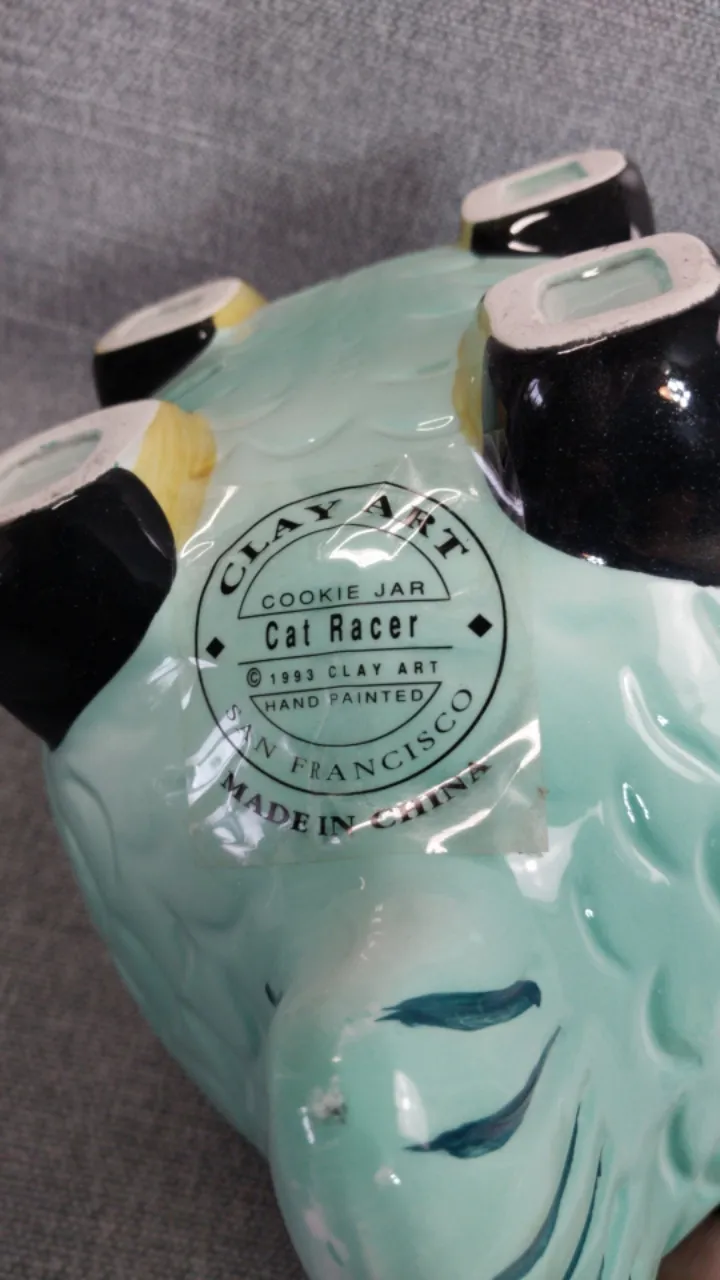 CLAY ART
COOKIE JAR
Cat Racer
© 1993 CLAY ART
HAND PAINTED
SAN FRANCISCO
MADE IN CHINA